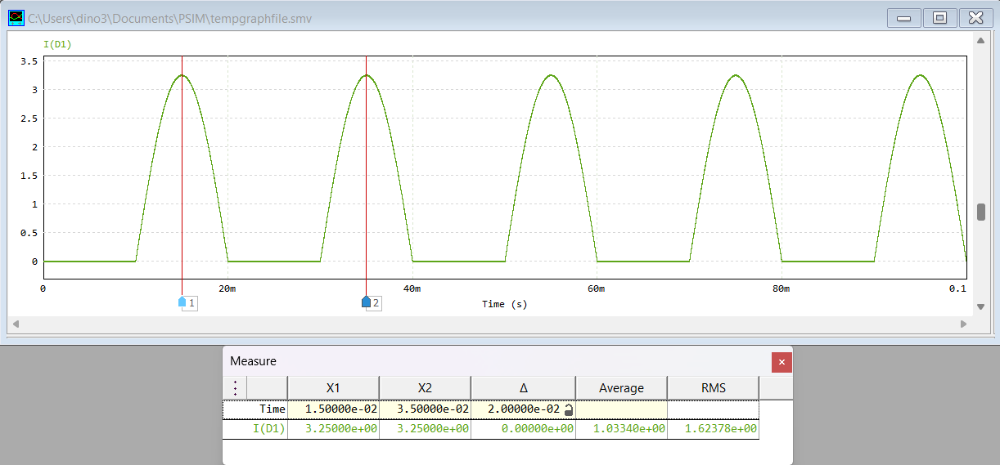 C:\Users\dino3\Documents\PSIM\tempgraphfile.smv
I(D1)
3.5
3
2.5
2
1.5
1
0.5
0
0 20m 40m 60m 80m 0.1
1 2
Time (s)
Measure
X1 X2 Δ Average RMS
Time 1.50000e-02 3.50000e-02 2.00000e-02
I(D1) 3.25000e+00 3.25000e+00 0.00000e+00 1.03340e+00 1.62378e+00